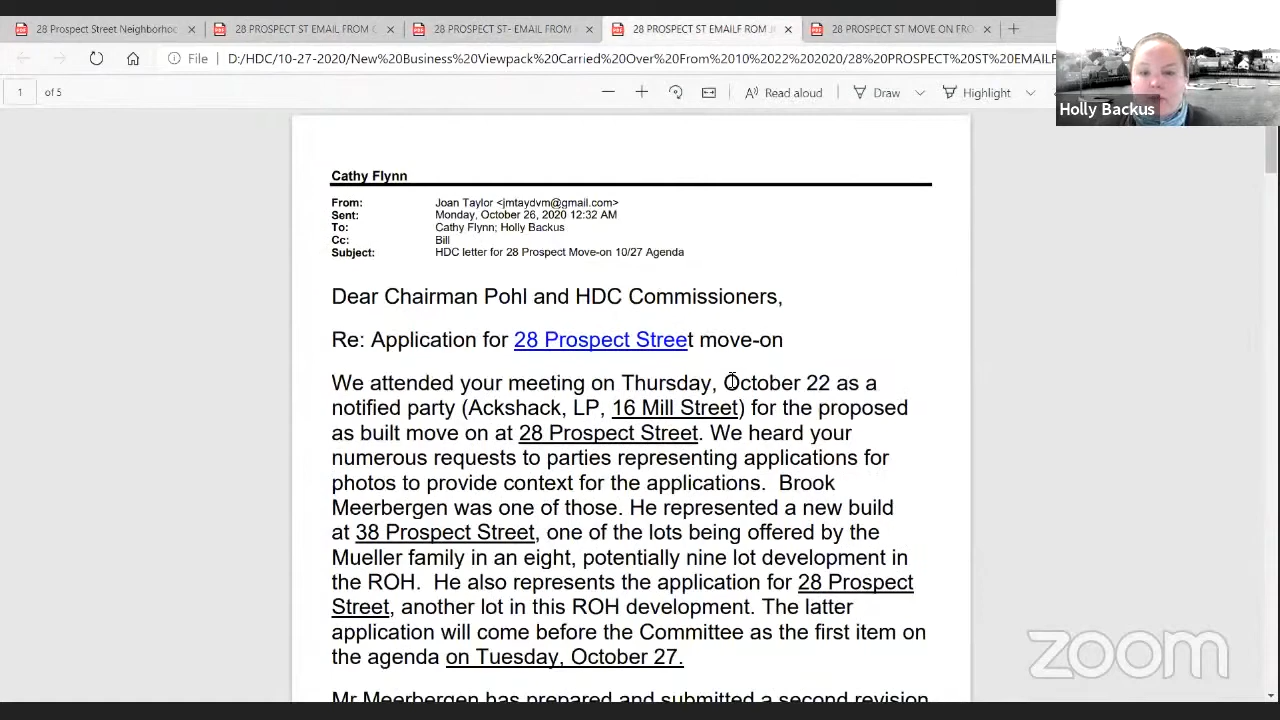 28 Prospect Street Neighborhoo
28 PROSPECT ST EMAIL FROM
28 PROSPECT ST- EMAIL FROM
28 PROSPECT ST EMAILF ROM J
28 PROSPECT ST MOVE ON FRO
File
D:/HDC/10-27-2020/New%20Business%20Viewpack%20Carried%20Over%20From%2010%2022%202020/28%20PROSPECT%20ST%20EMAILF
1 of 5
Read aloud
Draw
Highlight
Holly Backus
Cathy Flynn
From: Joan Taylor <jmtaydvm@gmail.com>
Sent: Monday, October 26, 2020 12:32 AM
To: Cathy Flynn; Holly Backus
Cc: Bill
Subject: HDC letter for 28 Prospect Move-on 10/27 Agenda
Dear Chairman Pohl and HDC Commissioners,
Re: Application for 28 Prospect Street move-on
We attended your meeting on Thursday, October 22 as a
notified party (Ackshack, LP, 16 Mill Street) for the proposed
as built move on at 28 Prospect Street. We heard your
numerous requests to parties representing applications for
photos to provide context for the applications. Brook
Meerbergen was one of those. He represented a new build
at 38 Prospect Street, one of the lots being offered by the
Mueller family in an eight, potentially nine lot development in
the ROH. He also represents the application for 28 Prospect
Street, another lot in this ROH development. The latter
application will come before the Committee as the first item on
the agenda on Tuesday, October 27.
Mr Meerbergen has prepared and submitted a second revision
zoom